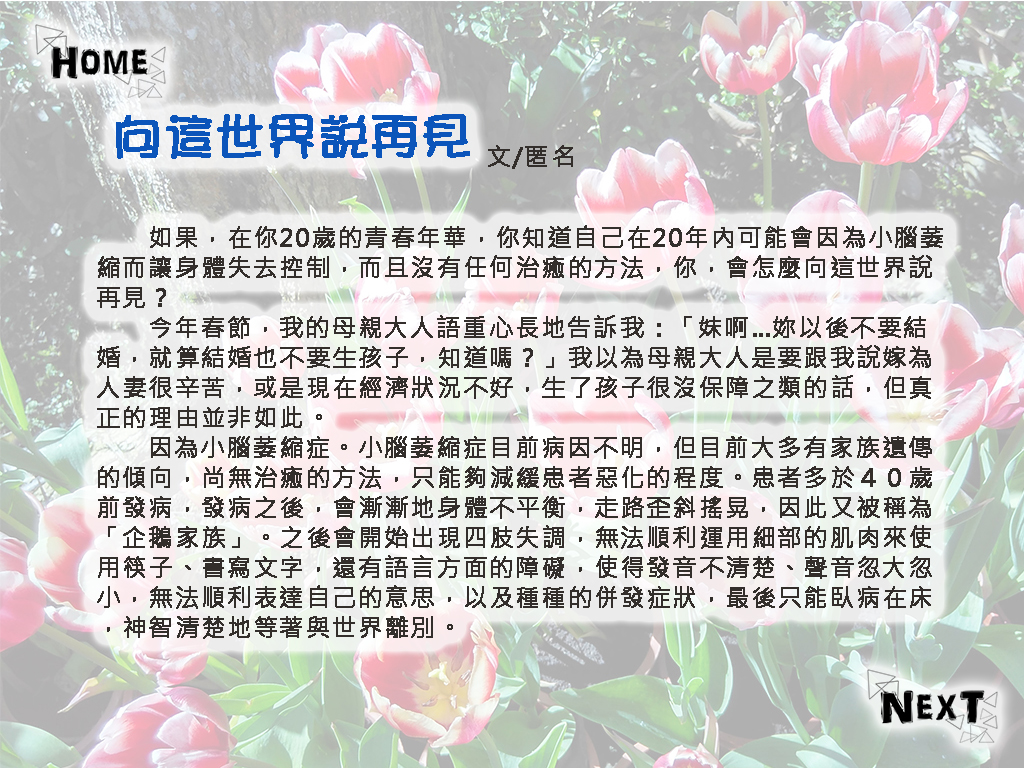 HOME
向這世界說再見 文/匿名
如果，在你20歲的青春年華，你知道自己在20年內可能會因為小腦萎
縮而讓身體失去控制，而且沒有任何治癒的方法，你，會怎麼向這世界說
再見？
今年春節，我的母親大人語重心長地告訴我：「妹啊...妳以後不要結
婚，就算結婚也不要生孩子，知道嗎？」我以為母親大人是要跟我說嫁為
人妻很辛苦，或是現在經濟狀況不好，生了孩子很沒保障之類的話，但真
正的理由並非如此。
因為小腦萎縮症。小腦萎縮症目前病因不明，但目前大多有家族遺傳
的傾向，尚無治癒的方法，只能夠減緩患者惡化的程度。患者多於４０歲
前發病，發病之後，會漸漸地身體不平衡，走路歪斜搖晃，因此又被稱為
「企鵝家族」。之後會開始出現四肢失調，無法順利運用細部的肌肉來使
用筷子、書寫文字，還有語言方面的障礙，使得發音不清楚、聲音忽大忽
小，無法順利表達自己的意思，以及種種的併發症狀，最後只能臥病在床
，神智清楚地等著與世界離別。
NEXT